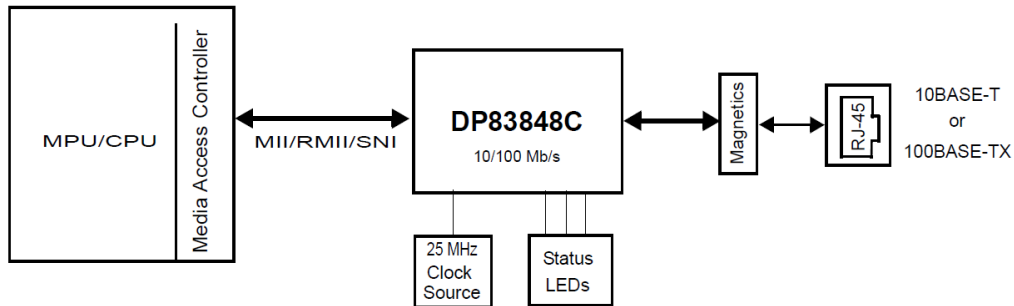 MPU/CPU
Media Access Controller
MII/RMII/SNI
DP83848C
10/100 Mb/s
Magnetics
RJ-45
10BASE-T
or
100BASE-TX
25 MHz
Clock
Source
Status
LEDs